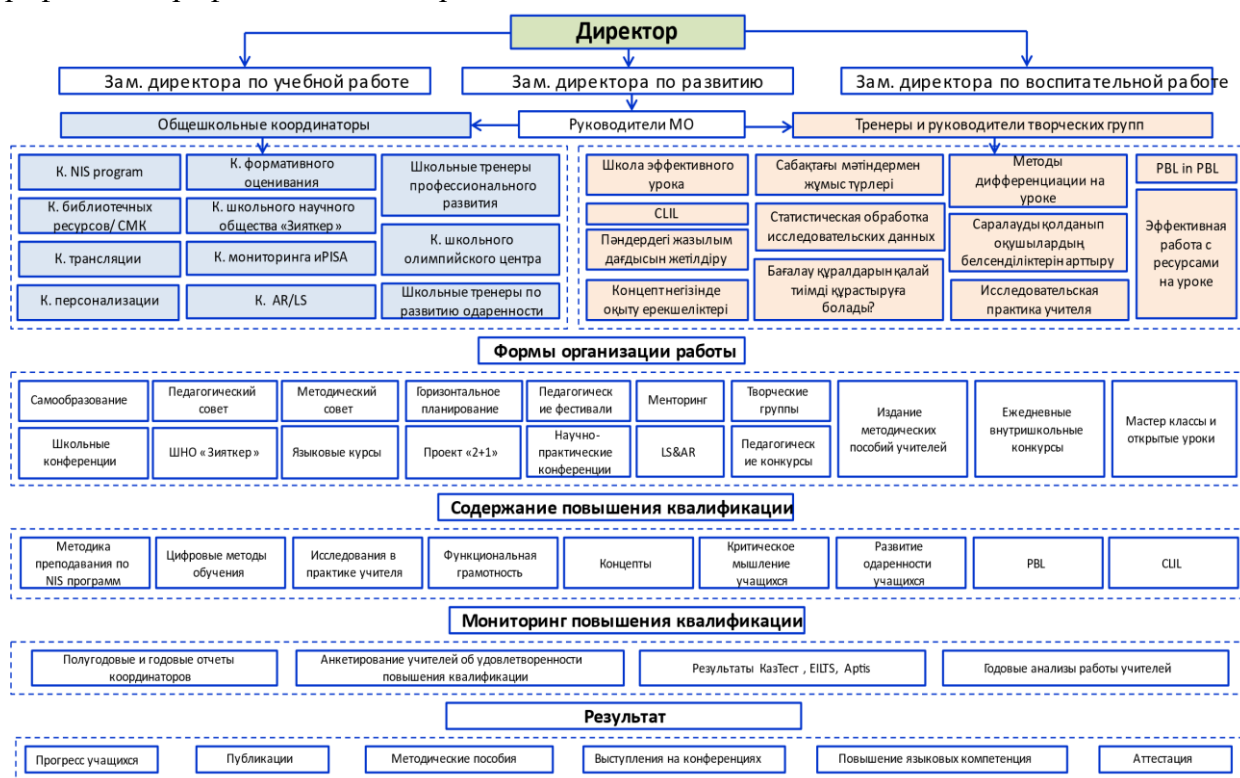 Директор
Зам. директора по учебной работе
Зам. директора по развитию
Зам. директора по воспитательной работе
Общешкольные координаторы
Руководители МО
Тренеры и руководители творческих групп
К. NIS program
К. библиотечных
ресурсов/ СМК
К. трансляции
К. персонализации
К. формативного
оценивания
К. школьного научного
общества «Зияткер»
К. мониторинга иPISA
К. AR/LS
Школьные тренеры
профессионального
развития
К. школьного
олимпийского центра
Школьные тренеры по
развитию одаренности
Школа эффективного
урока
CLIL
Пәндердегі жазылым
дағдысын жетілдіру
Концепт негізінде
оқыту ерекшеліктері
Сабақтағы мәтіндермен
жұмыс түрлері
Статистическая обработка
исследовательских данных
Бағалау құралдарын қалай
тиімді құрастыруға
болады?
Методы
дифференциации на
уроке
Саралауды қолданып
оқушылардың
белсенділіктерін арттыру
Исследовательская
практика учителя
PBL in PBL
Эффективная
работа с
ресурсами
на уроке
Формы организации работы
Самообразование
Педагогический
совет
Методический
совет
Горизонтальное
планирование
Педагогическ
ие фестивали
Менторинг
Творческие
группы
Издание
методических
пособий учителей
Ежедневные
внутришкольные
конкурсы
Мастер классы и
открытые уроки
Школьные
конференции
ШНО «Зияткер»
Языковые курсы
Проект «2+1»
Научно-
практические
конференции
LS&AR
Педагогическ
ие конкурсы
Содержание повышения квалификации
Методика
преподавания по
NIS программ
Цифровые методы
обучения
Исследования в
практике учителя
Функциональная
грамотность
Концепты
Критическое
мышление
учащихся
Развитие
одаренности
учащихся
PBL
CLIL
Мониторинг повышения квалификации
Полугодовые и годовые отчеты
координаторов
Анкетирование учителей об удовлетворенности
повышения квалификации
Результаты КазТест , EILTS, Aptis
Годовые анализы работы учителей
Результат
Прогресс учащихся
Публикации
Методические пособия
Выступления на конференциях
Повышение языковых компетенция
Аттестация